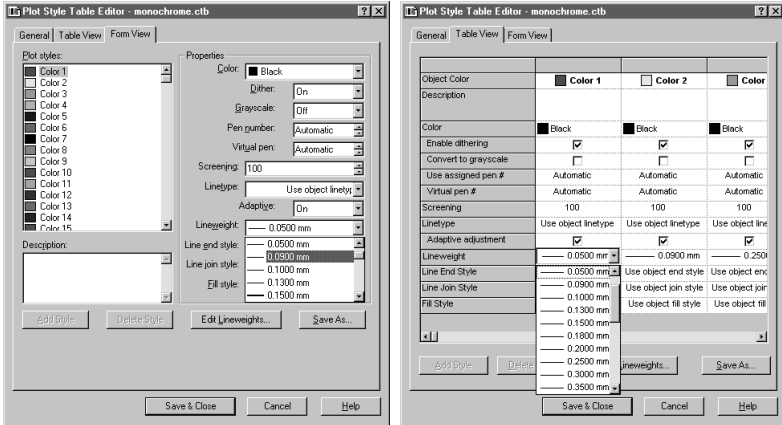 Plot Style Table Editor - monochrome.ctb
General Table View Form View
Plot styles:
Color 1
Color 2
Color 3
Color 4
Color 5
Color 6
Color 7
Color 8
Color 9
Color 10
Color 11
Color 12
Color 13
Color 14
Color 15
Description:
Add Style
Delete Style
Properties
Color: Black
Dither: On
Grayscale: Off
Pen number: Automatic
Virtual pen: Automatic
Screening: 100
Linetype: Use object linetyp
Adaptive: On
Lineweight: 0.0500 mm
Line end style: 0.0500 mm
0.0900 mm
Line join style: 0.1000 mm
Fill style: 0.1300 mm
0.1500 mm
Edit Lineweights...
Save As...
Save & Close
Cancel
Help
Plot Style Table Editor - monochrome.ctb
General Table View Form View
Object Color Color 1 Color 2 Color
Description
Color Black Black Black
Enable dithering
Convert to grayscale
Use assigned pen # Automatic Automatic Automatic
Virtual pen # Automatic Automatic Automatic
Screening 100 100 100
Linetype Use object linetype Use object linetype Use object line
Adaptive adjustment
Lineweight 0.0500 mm 0.0900 mm 0.250
Line End Style 0.0500 mm Use object end style Use object end
0.0900 mm
Line Join Style 0.1000 mm Use object join style Use object join
Fill Style 0.1300 mm Use object fill style Use object fill
0.1500 mm
0.1800 mm
0.2000 mm
0.2500 mm
0.3000 mm
0.3500 mm
Add Style
Delete
ineweights...
Save As...
Save & Close
Cancel
Help